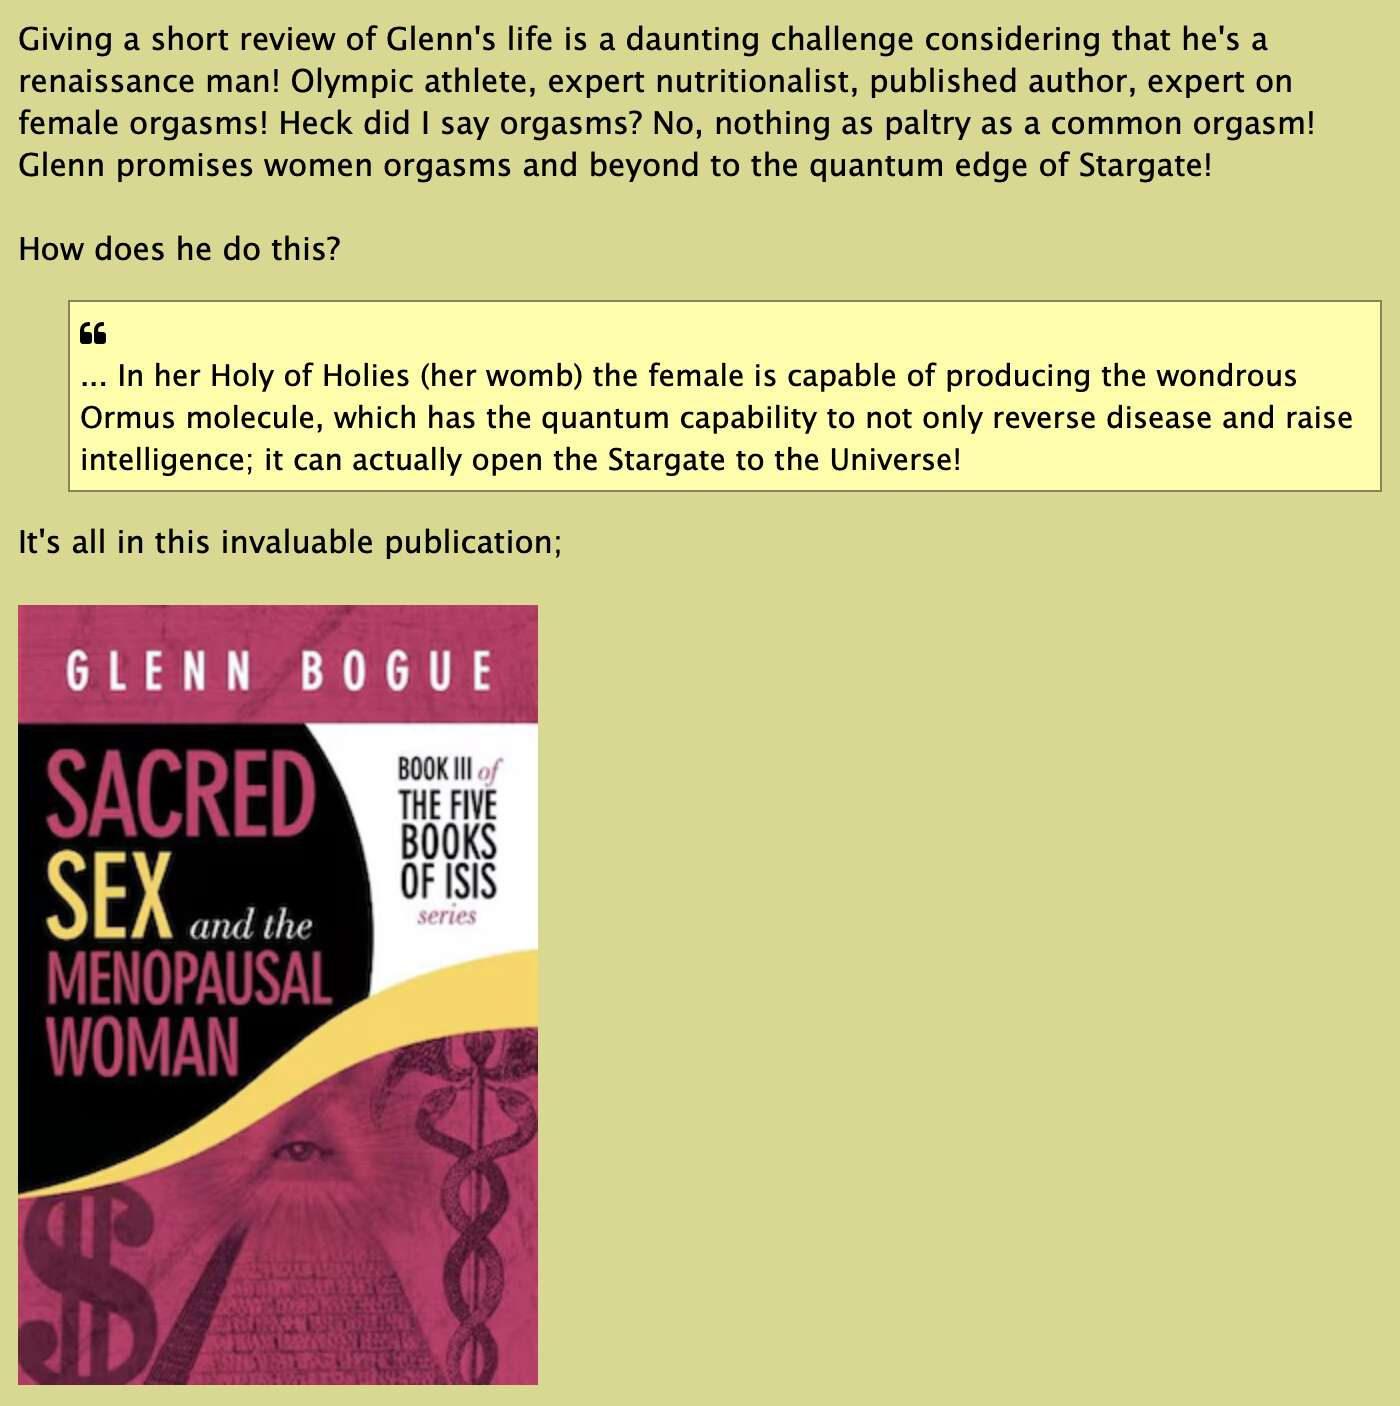 Giving a short review of Glenn's life is a daunting challenge considering that he's a
renaissance man! Olympic athlete, expert nutritionalist, published author, expert on
female orgasms! Heck did I say orgasms? No, nothing as paltry as a common orgasm!
Glenn promises women orgasms and beyond to the quantum edge of Stargate!
How does he do this?
“
... In her Holy of Holies (her womb) the female is capable of producing the wondrous
Ormus molecule, which has the quantum capability to not only reverse disease and raise
intelligence; it can actually open the Stargate to the Universe!
It's all in this invaluable publication;
GLENN BOGUE
SACRED
SEX and the
MENOPAUSAL
WOMAN
BOOK III of
THE FIVE
BOOKS
OF ISIS
series
$